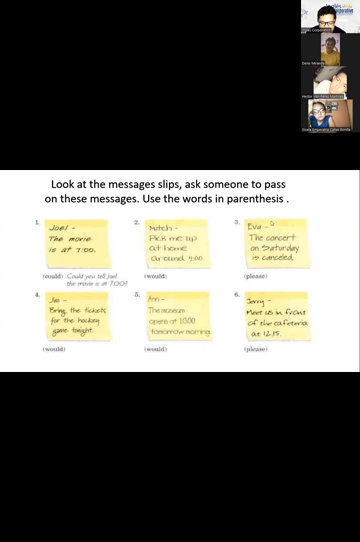 Look at the messages slips, ask someone to pass
on these messages. Use the words in parenthesis .
1.
Joel -
The movie
is at 7:00.
(would) Could you tell Joel
the movie is at 7:00?
2.
Mitch -
Pick me up
at home
around 4:00
(would)
3.
Eva -
The concert
on Saturday
is canceled.
(please)
4.
Bring the tickets
for the hockey
game tonight.
(would)
5.
Ann -
The museum
opens at 10:00
tomorrow morning
(would)
6.
Jerry -
Meet us in front
of the cafeteria
at 12:15.
(please)